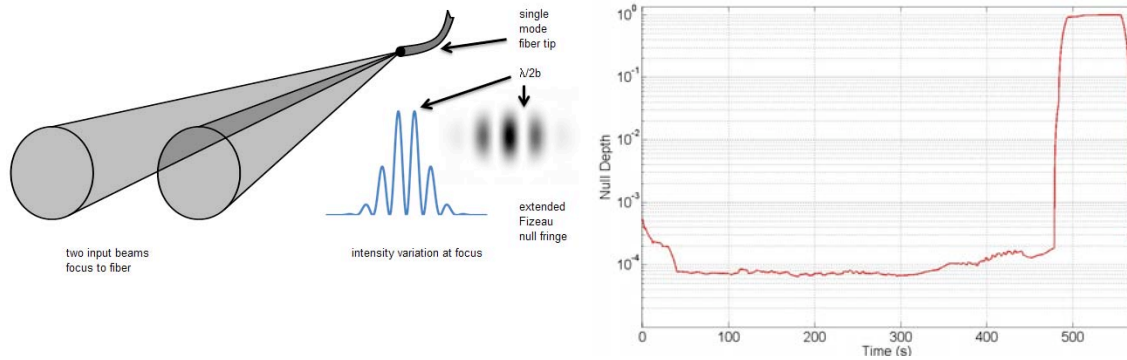 single
mode
fiber tip
λ/2b
extended
Fizeau
null fringe
two input beams
focus to fiber
intensity variation at focus
Null Depth
10⁰
10⁻¹
10⁻²
10⁻³
10⁻⁴
0 100 200 300 400 500
Time (s)